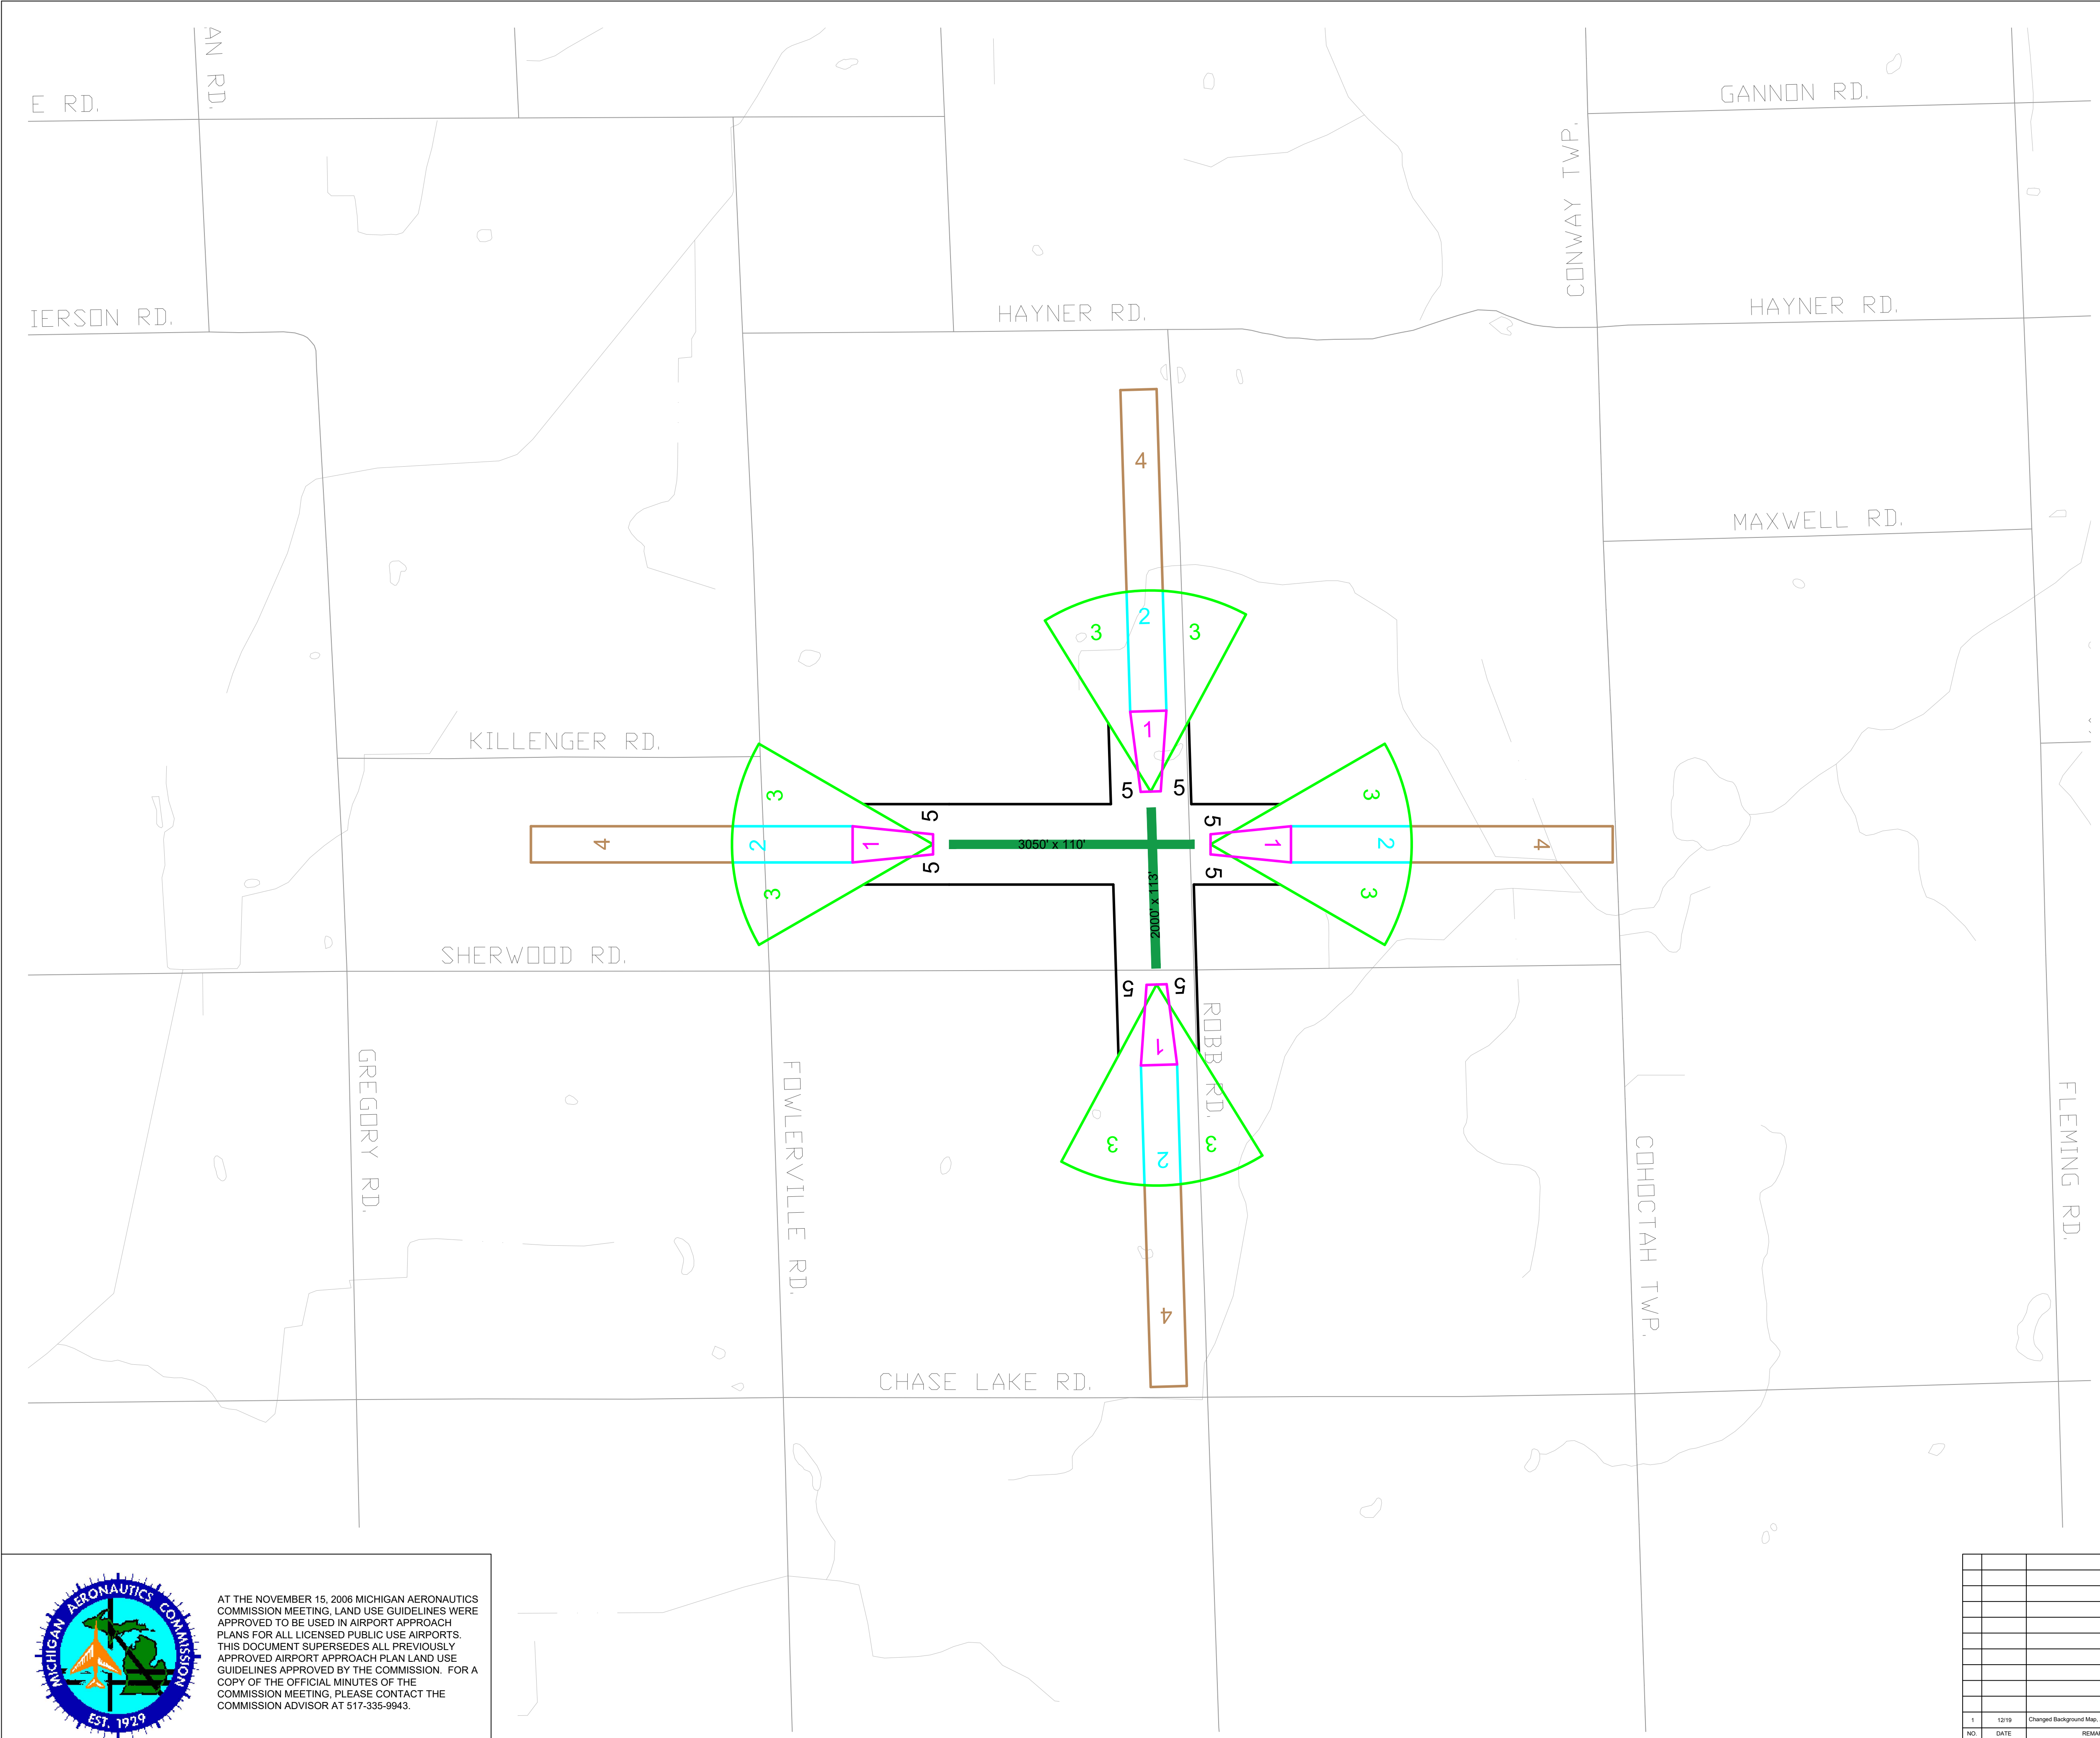 AN RD.
E RD.
GANNON RD.
CONWAY TWP.
IERSON RD.
HAYNER RD.
HAYNER RD.
4
MAXWELL RD.
2
3
3
KILLENGER RD.
1
5
5
3
3
5
5
4
2
1
3050' x 110'
1
2
4
5
5
3
3
2000' x 113'
SHERWOOD RD.
5
5
ROBB RD.
1
GREGORY RD.
FOWLERVILLE RD.
3
3
2
COHOCTAH TWP.
FLEMING RD.
4
CHASE LAKE RD.
MICHIGAN AERONAUTICS COMMISSION
EST. 1929
AT THE NOVEMBER 15, 2006 MICHIGAN AERONAUTICS
COMMISSION MEETING, LAND USE GUIDELINES WERE
APPROVED TO BE USED IN AIRPORT APPROACH
PLANS FOR ALL LICENSED PUBLIC USE AIRPORTS.
THIS DOCUMENT SUPERSEDES ALL PREVIOUSLY
APPROVED AIRPORT APPROACH PLAN LAND USE
GUIDELINES APPROVED BY THE COMMISSION. FOR A
COPY OF THE OFFICIAL MINUTES OF THE
COMMISSION MEETING, PLEASE CONTACT THE
COMMISSION ADVISOR AT 517-335-9943.
1 12/19 Changed Background Map,
NO. DATE REMA